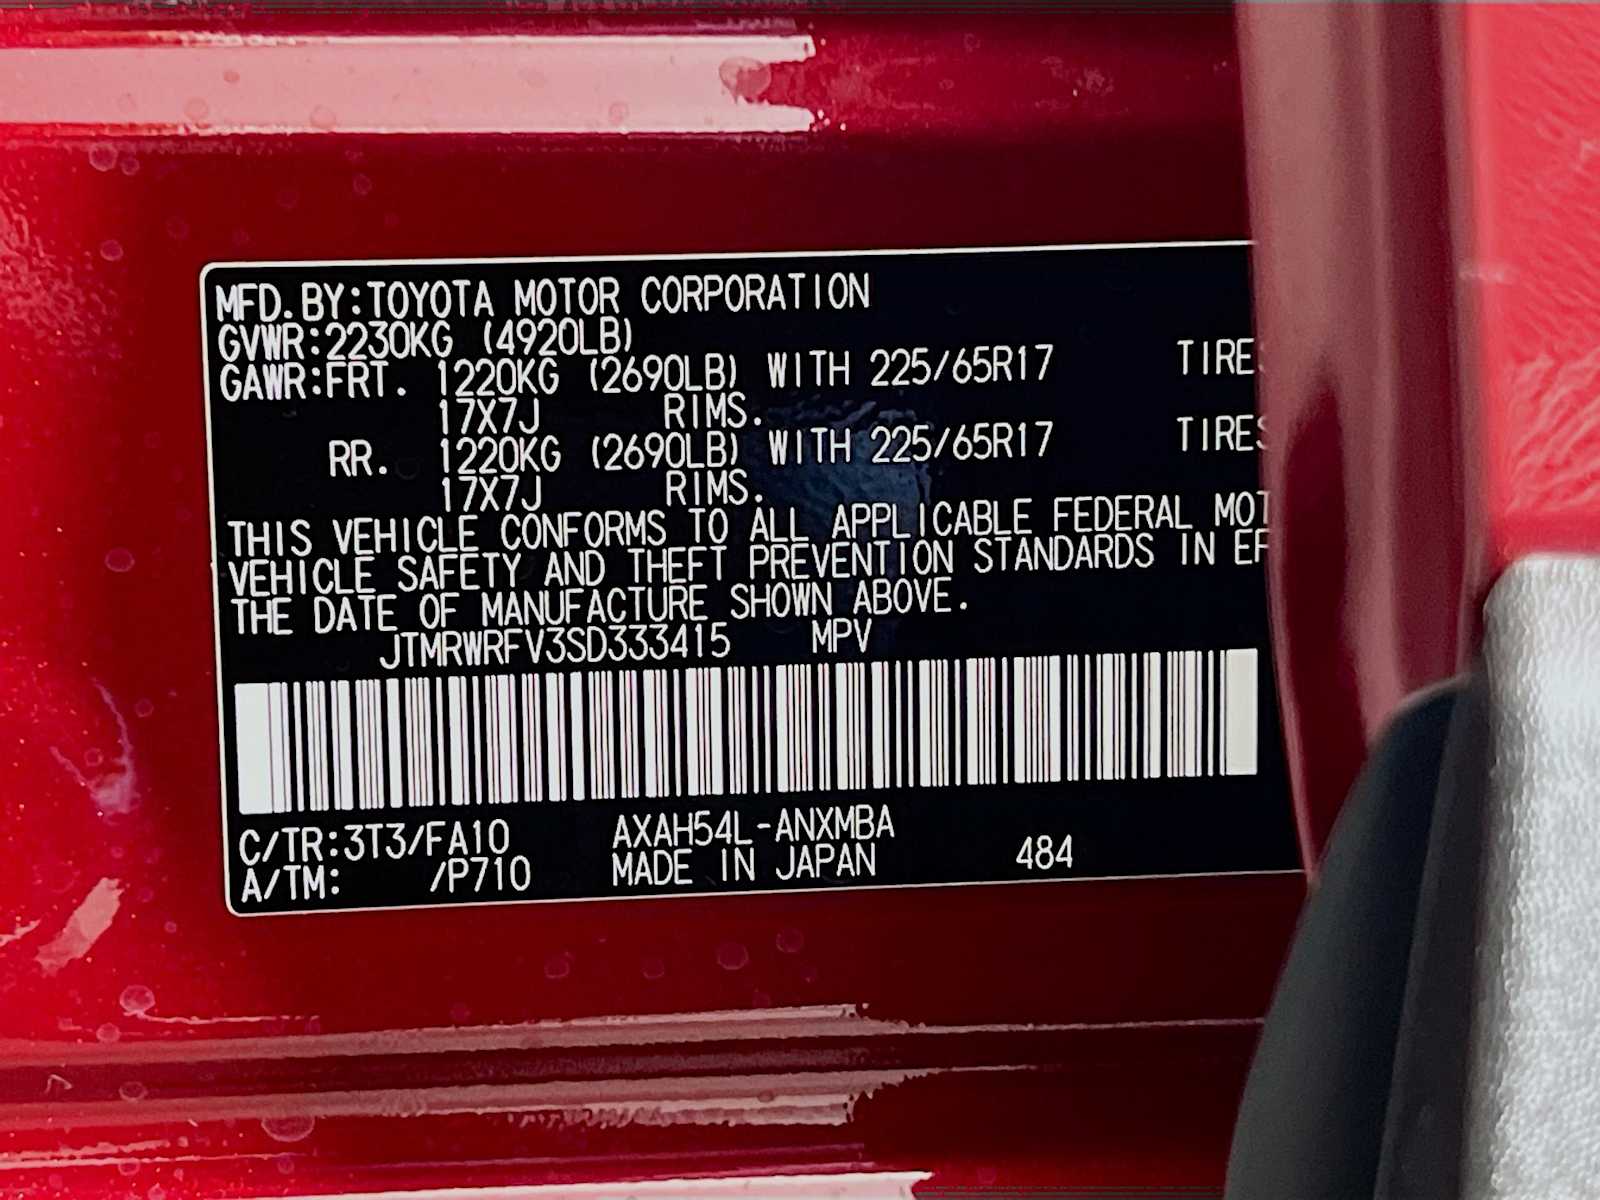 MFD.BY:TOYOTA MOTOR CORPORATION
GVWR:2230KG (4920LB)
GAWR:FRT. 1220KG (2690LB) WITH 225/65R17 TIRES
17X7J RIMS.
RR. 1220KG (2690LB) WITH 225/65R17 TIRES
17X7J RIMS.
THIS VEHICLE CONFORMS TO ALL APPLICABLE FEDERAL MOT
VEHICLE SAFETY AND THEFT PREVENTION STANDARDS IN EF
THE DATE OF MANUFACTURE SHOWN ABOVE.
JTMRWRFV3SD333415 MPV
C/TR:3T3/FA10 AXAH54L-ANXMBA
A/TM: /P710 MADE IN JAPAN 484